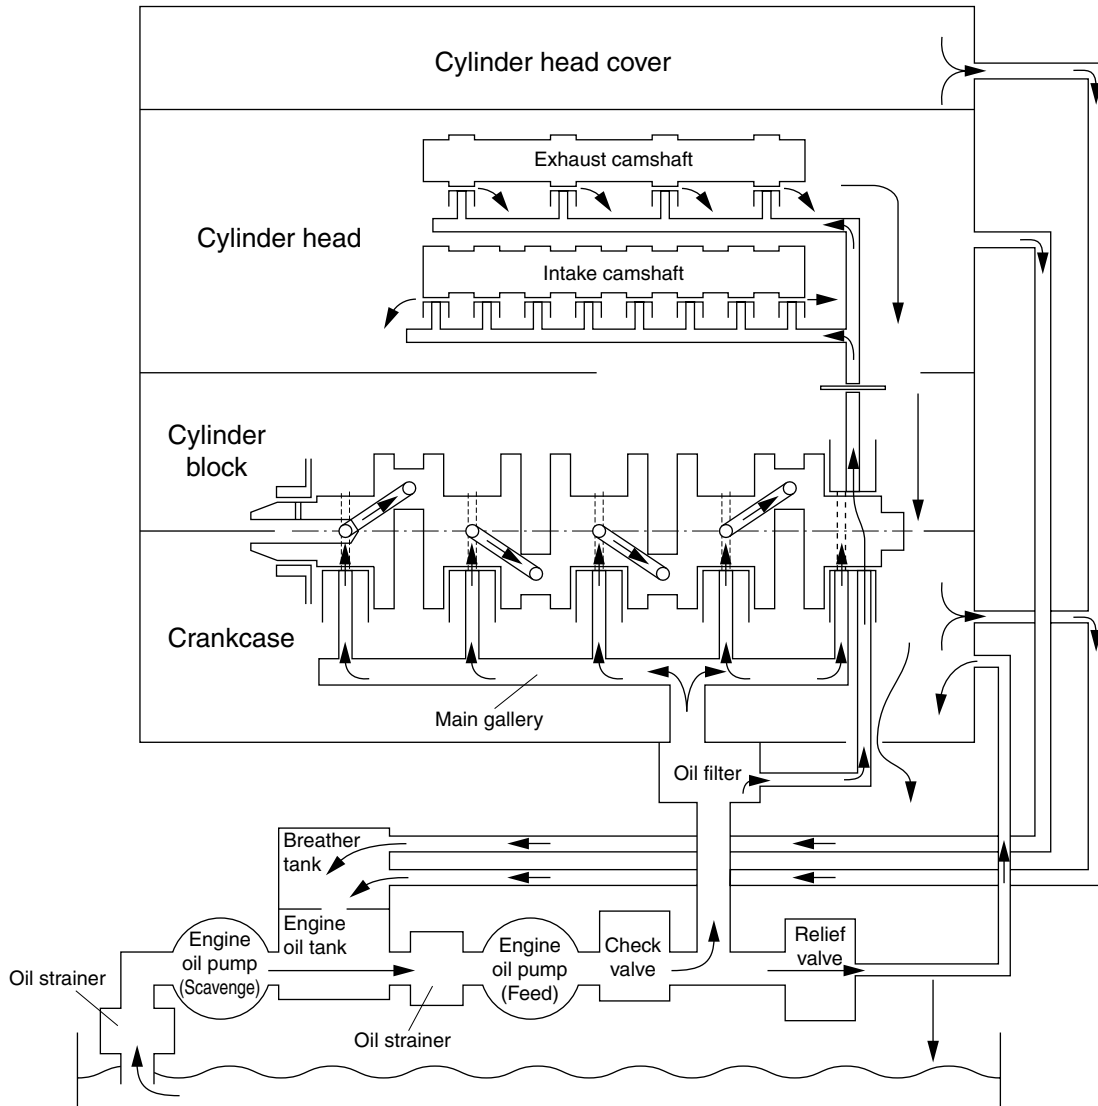 Cylinder head cover
Exhaust camshaft
Cylinder head
Intake camshaft
Cylinder
block
Crankcase
Main gallery
Oil filter
Breather
tank
Engine
oil tank
Engine
oil pump
(Scavenge)
Engine
oil pump
(Feed)
Check
valve
Relief
valve
Oil strainer
Oil strainer